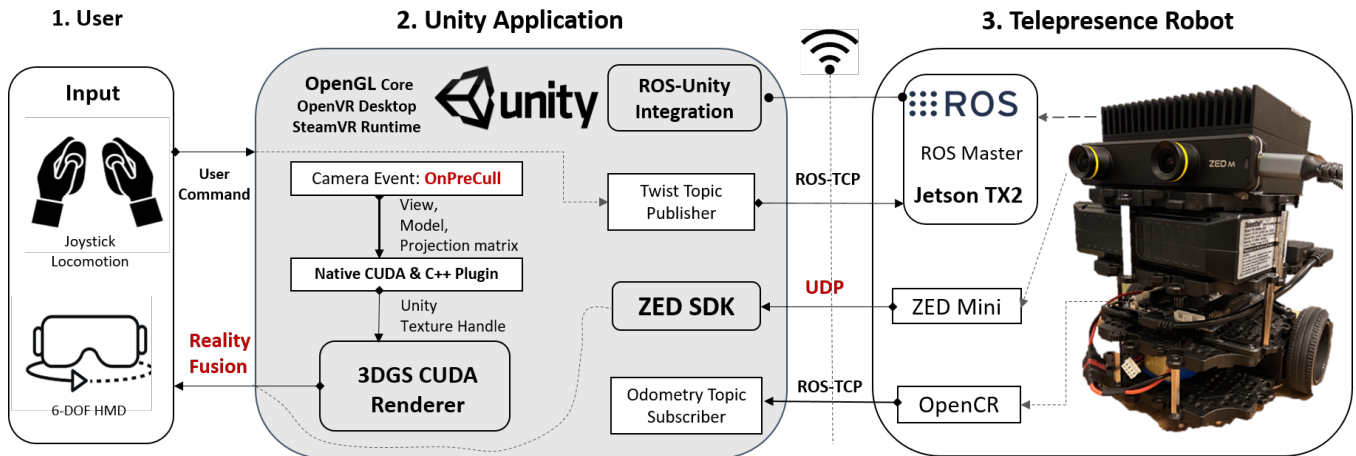 1. User
2. Unity Application
3. Telepresence Robot
Input
Joystick
Locomotion
6-DOF HMD
User
Command
Reality
Fusion
OpenGL Core
OpenVR Desktop
SteamVR Runtime
unity
ROS-Unity
Integration
Camera Event: OnPreCull
View,
Model,
Projection matrix
Native CUDA & C++ Plugin
Unity
Texture Handle
3DGS CUDA
Renderer
Twist Topic
Publisher
ZED SDK
Odometry Topic
Subscriber
ROS-TCP
UDP
ROS-TCP
ROS
ROS Master
Jetson TX2
ZED Mini
OpenCR
ZED M